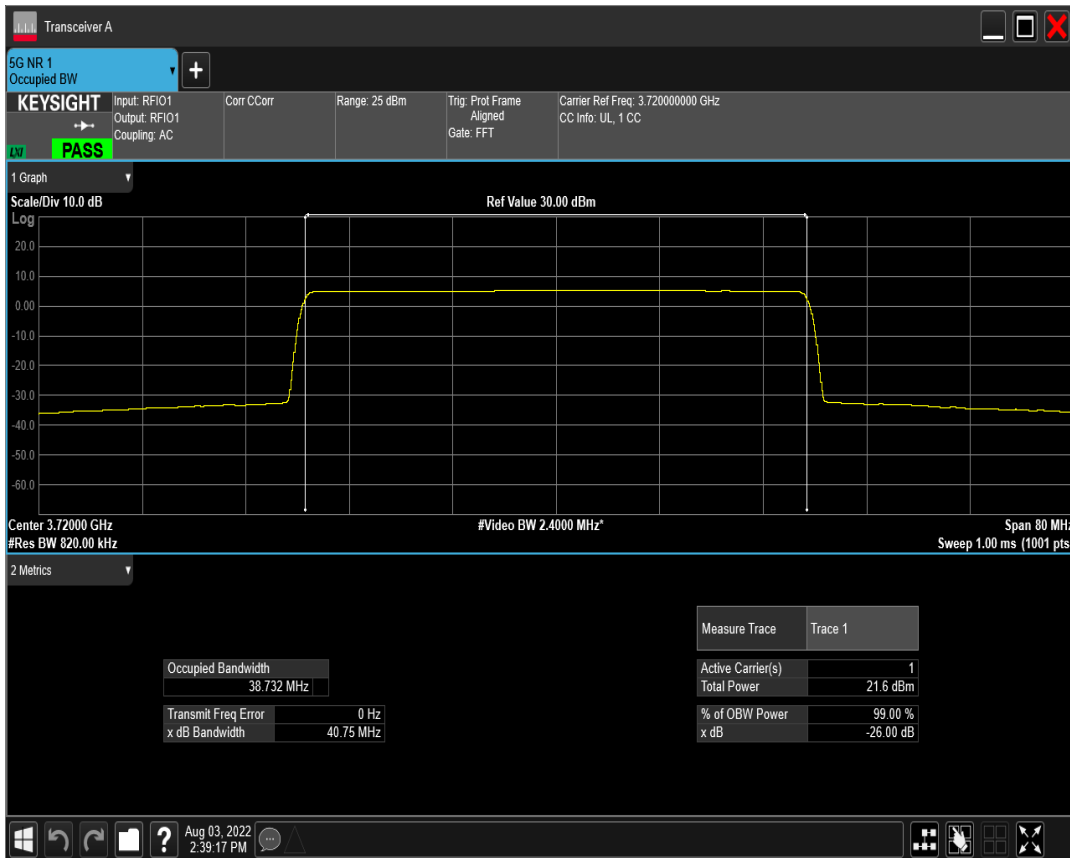 Transceiver A
5G NR 1
Occupied BW
KEYSIGHT
LXI
PASS
Input: RFIO1
Output: RFIO1
Coupling: AC
Corr CCorr
Range: 25 dBm
Trig: Prot Frame
Aligned
Gate: FFT
Carrier Ref Freq: 3.720000000 GHz
CC Info: UL, 1 CC
1 Graph
Scale/Div 10.0 dB
Ref Value 30.00 dBm
Log
20.0
10.0
0.00
-10.0
-20.0
-30.0
-40.0
-50.0
-60.0
Center 3.72000 GHz
#Video BW 2.4000 MHz*
Span 80 MHz
#Res BW 820.00 kHz
Sweep 1.00 ms (1001 pts
2 Metrics
Measure Trace Trace 1
Occupied Bandwidth
38.732 MHz
Transmit Freq Error 0 Hz
x dB Bandwidth 40.75 MHz
Active Carrier(s) 1
Total Power 21.6 dBm
% of OBW Power 99.00 %
x dB -26.00 dB
?
Aug 03, 2022
2:39:17 PM